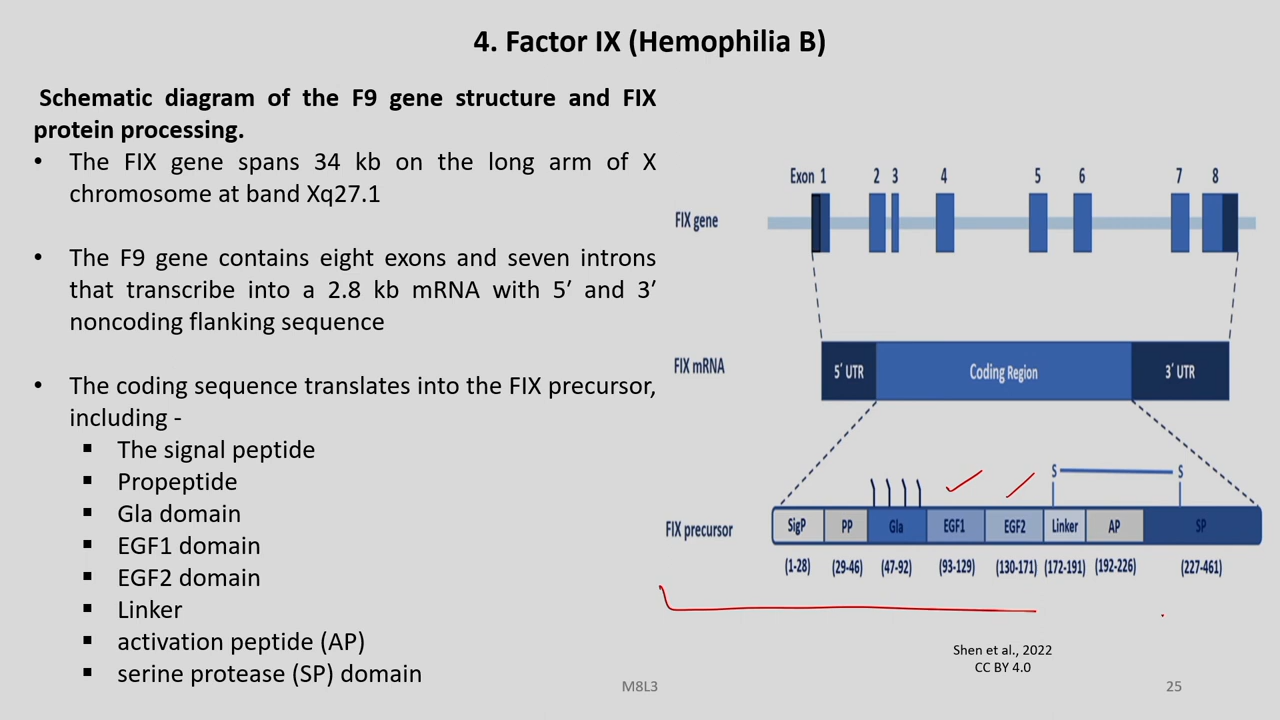 4. Factor IX (Hemophilia B)
Schematic diagram of the F9 gene structure and FIX
protein processing.
• The FIX gene spans 34 kb on the long arm of X
chromosome at band Xq27.1
• The F9 gene contains eight exons and seven introns
that transcribe into a 2.8 kb mRNA with 5′ and 3′
noncoding flanking sequence
• The coding sequence translates into the FIX precursor,
including -
▪ The signal peptide
▪ Propeptide
▪ Gla domain
▪ EGF1 domain
▪ EGF2 domain
▪ Linker
▪ activation peptide (AP)
▪ serine protease (SP) domain
Exon 1 2 3 4 5 6 7 8
FIX gene
FIX mRNA
5′ UTR Coding Region 3′ UTR
S S
FIX precursor
SigP PP Gla EGF1 EGF2 Linker AP SP
(1-28) (29-46) (47-92) (93-129) (130-171) (172-191) (192-226) (227-461)
Shen et al., 2022
CC BY 4.0
M8L3 25